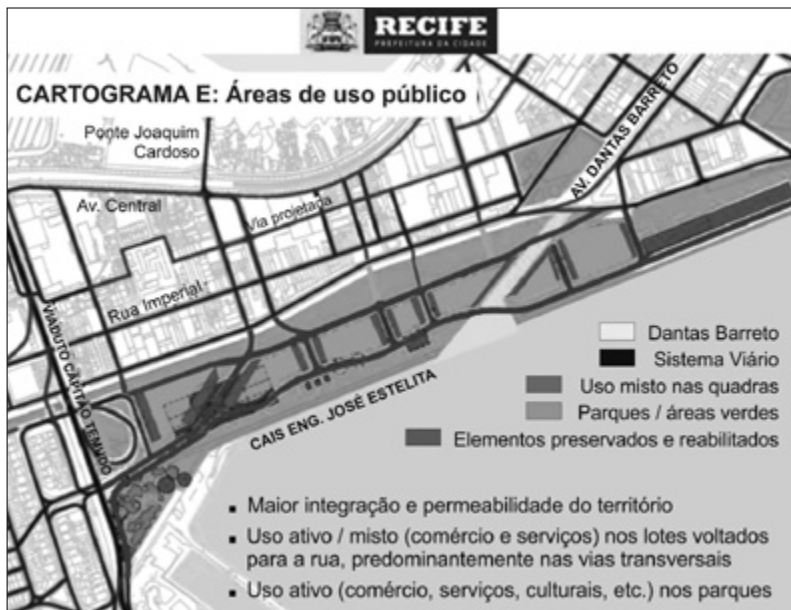 RECIFE
PREFEITURA DA CIDADE
CARTOGRAMA E: Áreas de uso público
Ponte Joaquim
Cardoso
AV. DANTAS BARRETO
Av. Central
Via projetada
Rua Imperial
VIADUTO CAPITÃO TEMUDO
CAIS ENG. JOSÉ ESTELITA
Dantas Barreto
Sistema Viário
Uso misto nas quadras
Parques / áreas verdes
Elementos preservados e reabilitados
▪ Maior integração e permeabilidade do território
▪ Uso ativo / misto (comércio e serviços) nos lotes voltados
para a rua, predominantemente nas vias transversais
▪ Uso ativo (comércio, serviços, culturais, etc.) nos parques